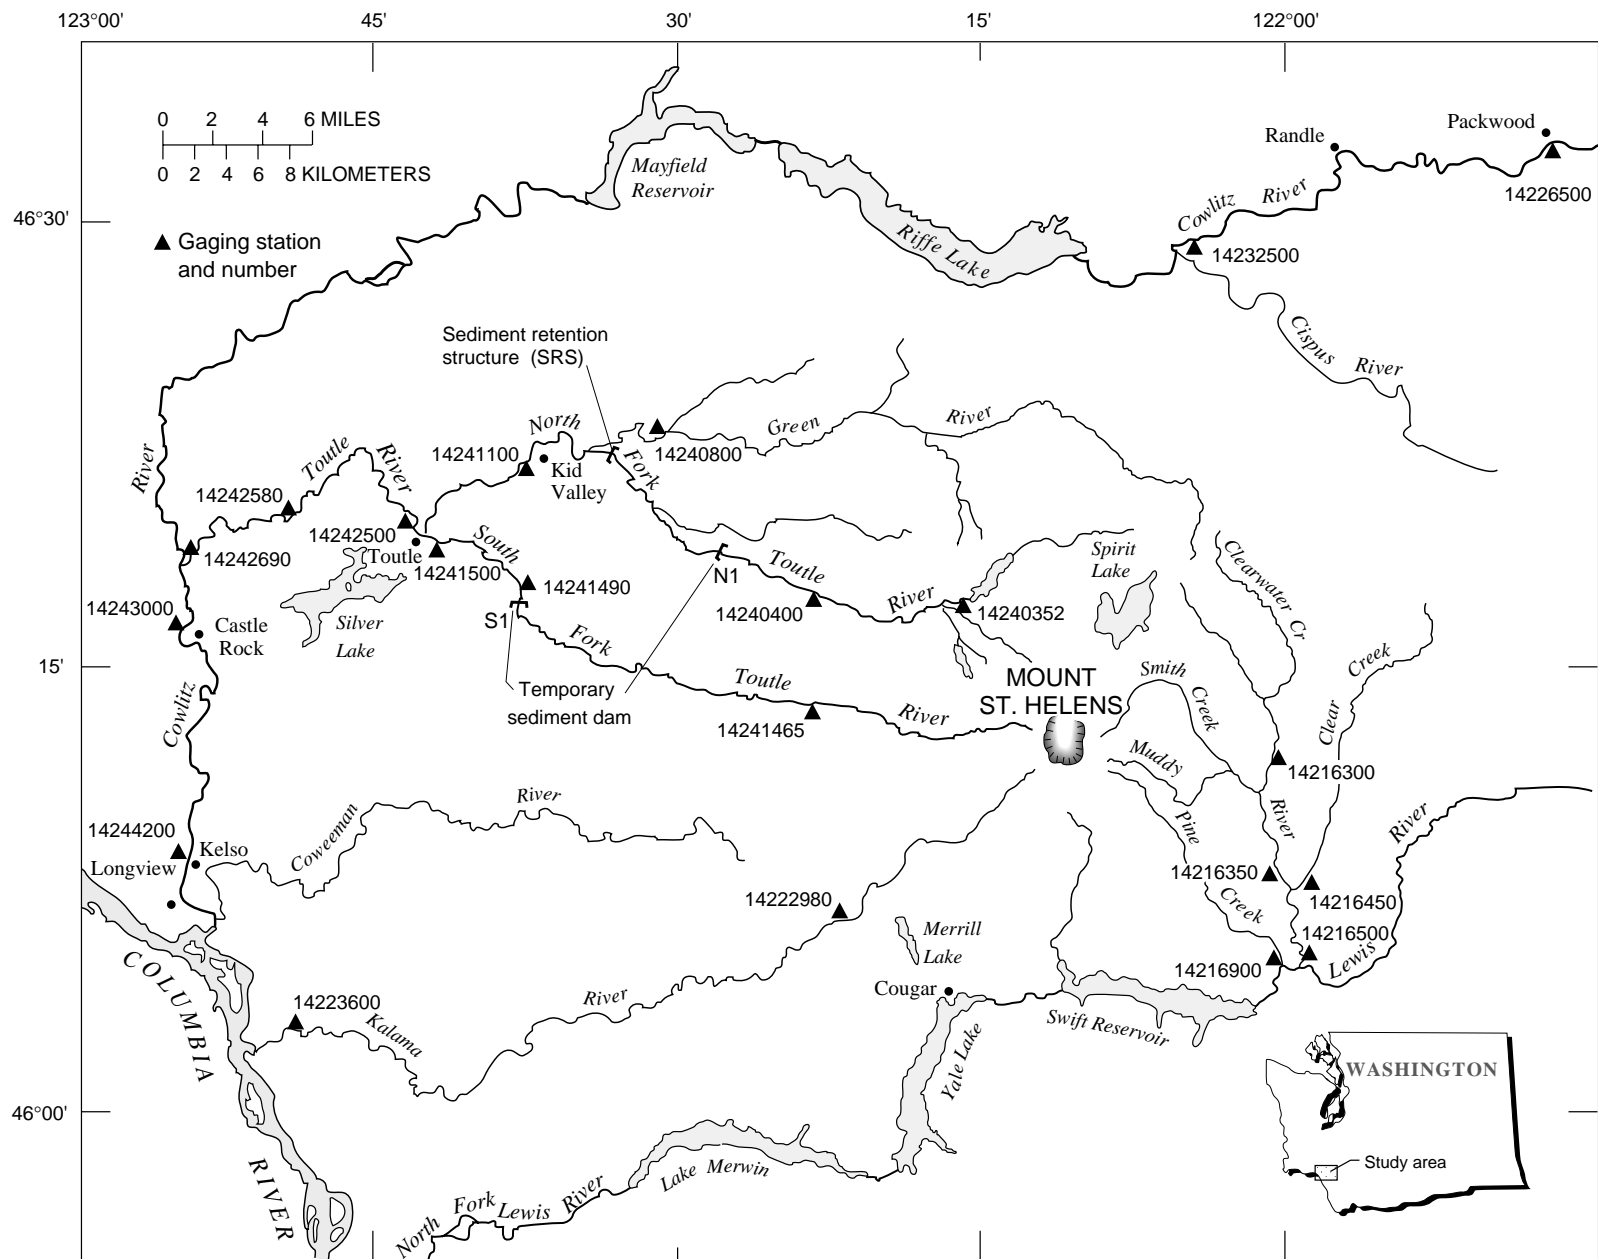 123°00'
45'
30'
15'
122°00'
0 2 4 6 MILES
0 2 4 6 8 KILOMETERS
Gaging station
and number
46°30'
15'
46°00'
Mayfield
Reservoir
Riffe Lake
Randle
Packwood
14226500
Cowlitz River
14232500
Cispus River
Sediment retention
structure (SRS)
North
Fork
Toutle
River
Green
River
14240800
14241100
Kid
Valley
Toutle
River
River
14242580
14242500
Toutle
14241500
14242690
14243000
Castle
Rock
Silver
Lake
South
14241490
S1
Fork
Toutle
River
N1
14240400
14240352
Spirit
Lake
Temporary
sediment dam
14241465
MOUNT
ST. HELENS
Clearwater Cr
Smith
Creek
Clear
Creek
Muddy
River
14216300
Pine
Creek
14216350
14216450
14216500
14216900
Lewis
River
Cowlitz
14244200
Kelso
Longview
Coweeman
River
14222980
Merrill
Lake
Cougar
Swift Reservoir
Yale Lake
14223600
Kalama
River
COLUMBIA
RIVER
North
Fork
Lewis
River
Lake Merwin
WASHINGTON
Study area